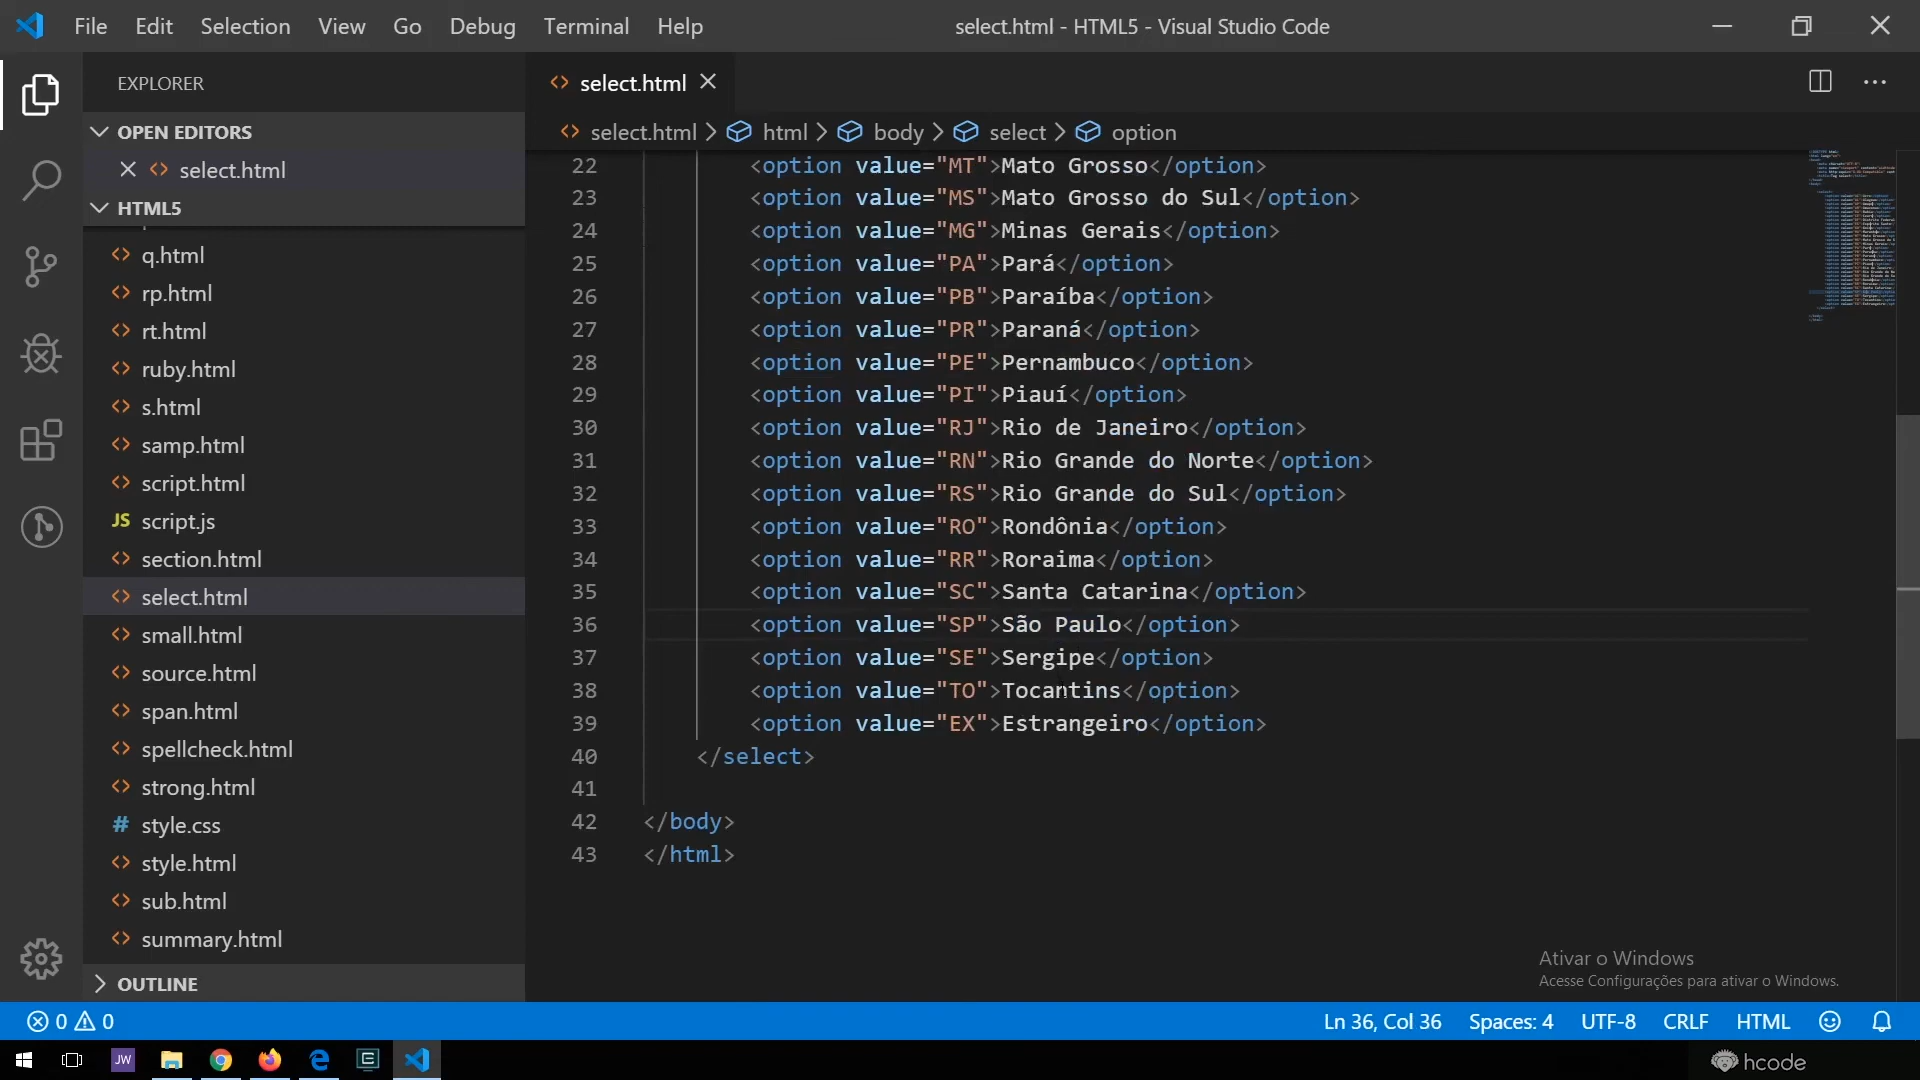 File Edit Selection View Go Debug Terminal Help
select.html - HTML5 - Visual Studio Code
EXPLORER
OPEN EDITORS
select.html
HTML5
q.html
rp.html
rt.html
ruby.html
s.html
samp.html
script.html
JS script.js
section.html
select.html
small.html
source.html
span.html
spellcheck.html
strong.html
# style.css
style.html
sub.html
summary.html
OUTLINE
select.html
select.html > html > body > select > option
22 <option value="MT">Mato Grosso</option>
23 <option value="MS">Mato Grosso do Sul</option>
24 <option value="MG">Minas Gerais</option>
25 <option value="PA">Pará</option>
26 <option value="PB">Paraíba</option>
27 <option value="PR">Paraná</option>
28 <option value="PE">Pernambuco</option>
29 <option value="PI">Piauí</option>
30 <option value="RJ">Rio de Janeiro</option>
31 <option value="RN">Rio Grande do Norte</option>
32 <option value="RS">Rio Grande do Sul</option>
33 <option value="RO">Rondônia</option>
34 <option value="RR">Roraima</option>
35 <option value="SC">Santa Catarina</option>
36 <option value="SP">São Paulo</option>
37 <option value="SE">Sergipe</option>
38 <option value="TO">Tocantins</option>
39 <option value="EX">Estrangeiro</option>
40 </select>
41
42 </body>
43 </html>
Ativar o Windows
Acesse Configurações para ativar o Windows.
0 0
Ln 36, Col 36 Spaces: 4 UTF-8 CRLF HTML
JW
hcode